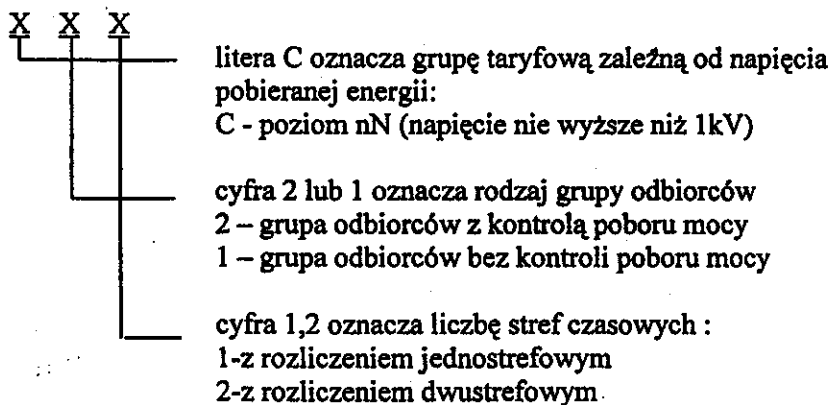 X X X
litera C oznacza grupę taryfową zależną od napięcia
pobieranej energii:
C - poziom nN (napięcie nie wyższe niż 1kV)
cyfra 2 lub 1 oznacza rodzaj grupy odbiorców
2 – grupa odbiorców z kontrolą poboru mocy
1 – grupa odbiorców bez kontroli poboru mocy
cyfra 1,2 oznacza liczbę stref czasowych :
1-z rozliczeniem jednostrefowym
2-z rozliczeniem dwustrefowym